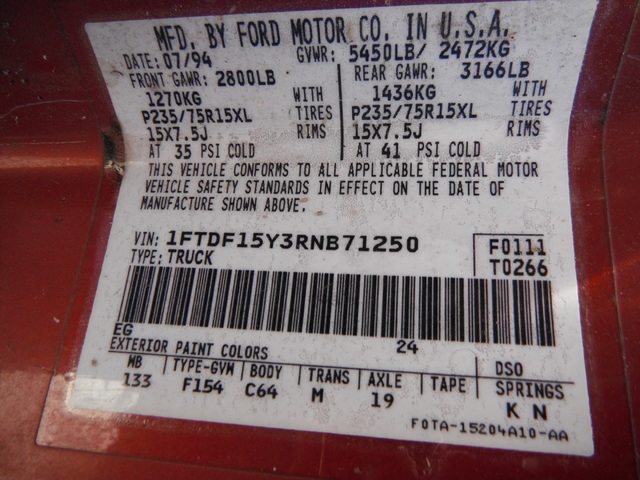 MFD. BY FORD MOTOR CO. IN U.S.A.
DATE: 07/94 GVWR: 5450LB/ 2472KG
FRONT GAWR: 2800LB REAR GAWR: 3166LB
1270KG WITH 1436KG WITH
P235/75R15XL TIRES P235/75R15XL TIRES
15X7.5J RIMS 15X7.5J RIMS
AT 35 PSI COLD AT 41 PSI COLD
THIS VEHICLE CONFORMS TO ALL APPLICABLE FEDERAL MOTOR
VEHICLE SAFETY STANDARDS IN EFFECT ON THE DATE OF
MANUFACTURE SHOWN ABOVE.
VIN: 1FTDF15Y3RNB71250 F0111
TYPE: TRUCK T0266
EG 24
EXTERIOR PAINT COLORS DSO
WB TYPE-GVW BODY TRANS AXLE TAPE SPRINGS
133 F154 C64 M 19 K N
F0TA-15204A10-AA